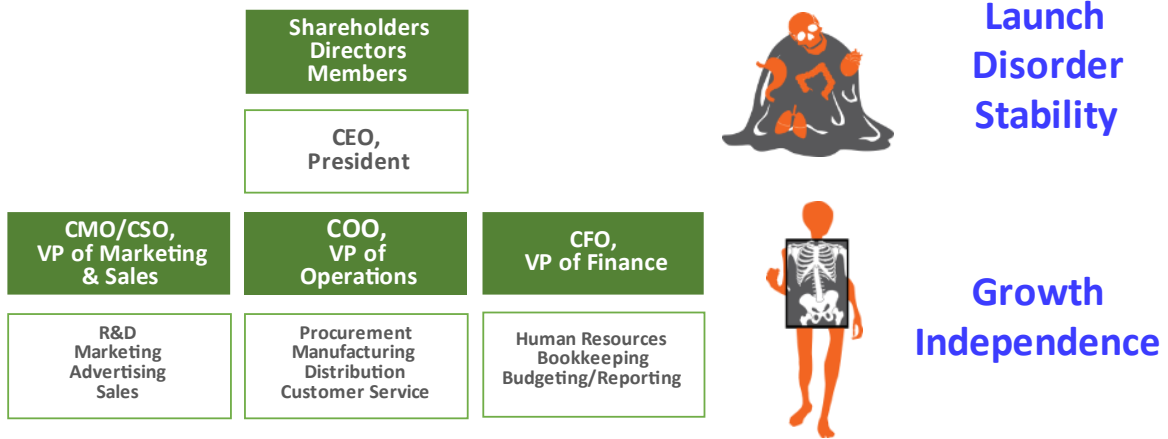 Shareholders
Directors
Members
CEO,
President
CMO/CSO,
VP of Marketing
& Sales
COO,
VP of
Operations
CFO,
VP of Finance
R&D
Marketing
Advertising
Sales
Procurement
Manufacturing
Distribution
Customer Service
Human Resources
Bookkeeping
Budgeting/Reporting
Launch
Disorder
Stability
Growth
Independence